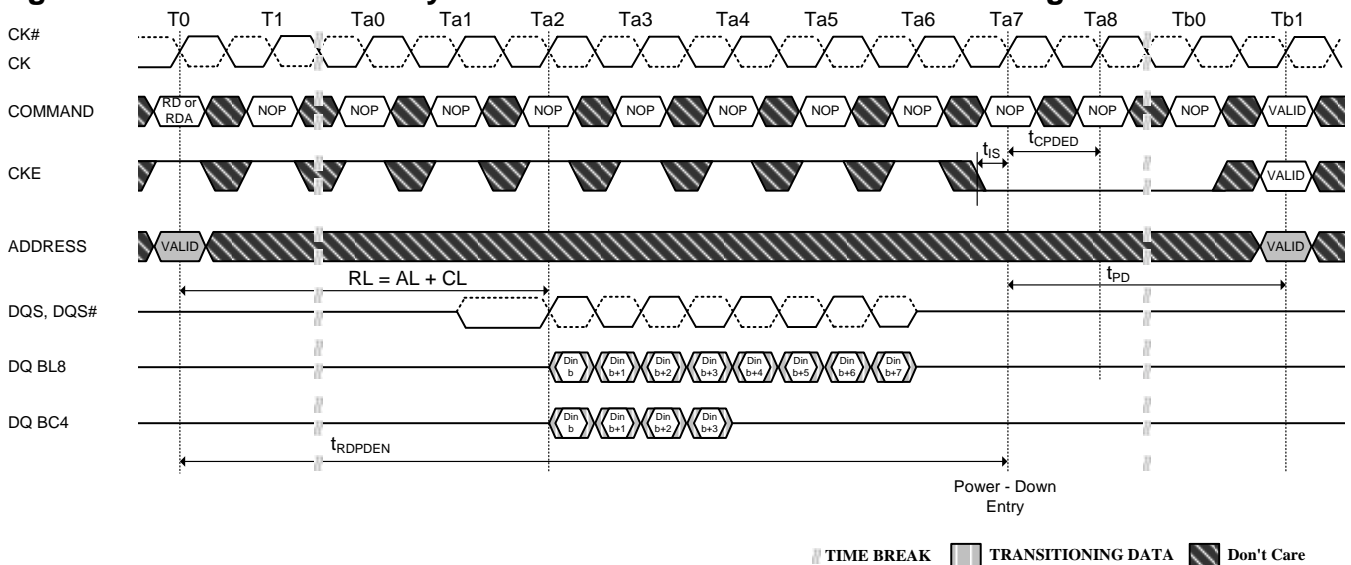 T0 T1 Ta0 Ta1 Ta2 Ta3 Ta4 Ta5 Ta6 Ta7 Ta8 Tb0 Tb1
CK#
CK
COMMAND
RD or
RDA
NOP NOP NOP NOP NOP NOP NOP NOP NOP NOP NOP VALID
tIS
tCPDED
CKE
VALID
ADDRESS
VALID
VALID
RL = AL + CL
tPD
DQS, DQS#
DQ BL8
Din
b
Din
b+1
Din
b+2
Din
b+3
Din
b+4
Din
b+5
Din
b+6
Din
b+7
DQ BC4
Din
b
Din
b+1
Din
b+2
Din
b+3
tRDPDEN
Power - Down
Entry
TIME BREAK
TRANSITIONING DATA
Don't Care